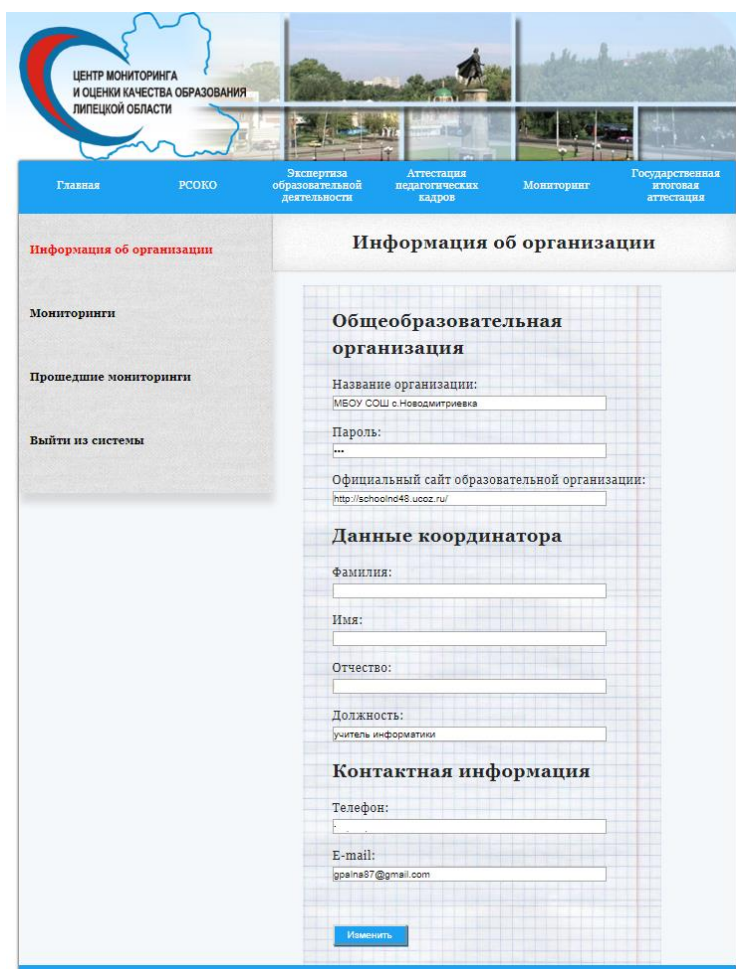 ЦЕНТР МОНИТОРИНГА
И ОЦЕНКИ КАЧЕСТВА ОБРАЗОВАНИЯ
ЛИПЕЦКОЙ ОБЛАСТИ
Главная
РСОКО
Экспертиза
образовательной
деятельности
Аттестация
педагогических
кадров
Мониторинг
Государственная
итоговая
аттестация
Информация об организации
Мониторинги
Прошедшие мониторинги
Выйти из системы
Информация об организации
Общеобразовательная
организация
Название организации:
МБОУ СОШ с.Новодмитриевка
Пароль:
•••
Официальный сайт образовательной организации:
http://schoolnd48.ucoz.ru/
Данные координатора
Фамилия:
Имя:
Отчество:
Должность:
учитель информатики
Контактная информация
Телефон:
E-mail:
gpalna87@gmail.com
Изменить